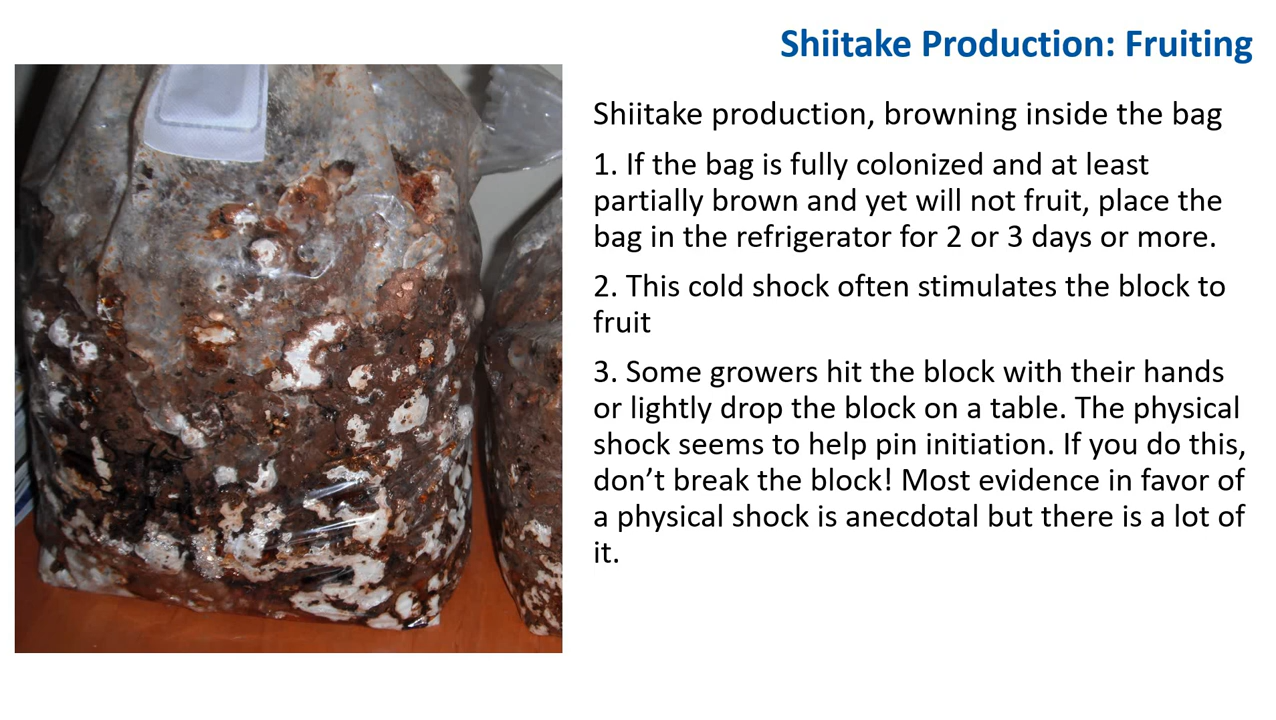 Shiitake Production: Fruiting
Shiitake production, browning inside the bag
1. If the bag is fully colonized and at least
partially brown and yet will not fruit, place the
bag in the refrigerator for 2 or 3 days or more.
2. This cold shock often stimulates the block to
fruit
3. Some growers hit the block with their hands
or lightly drop the block on a table. The physical
shock seems to help pin initiation. If you do this,
don’t break the block! Most evidence in favor of
a physical shock is anecdotal but there is a lot of
it.